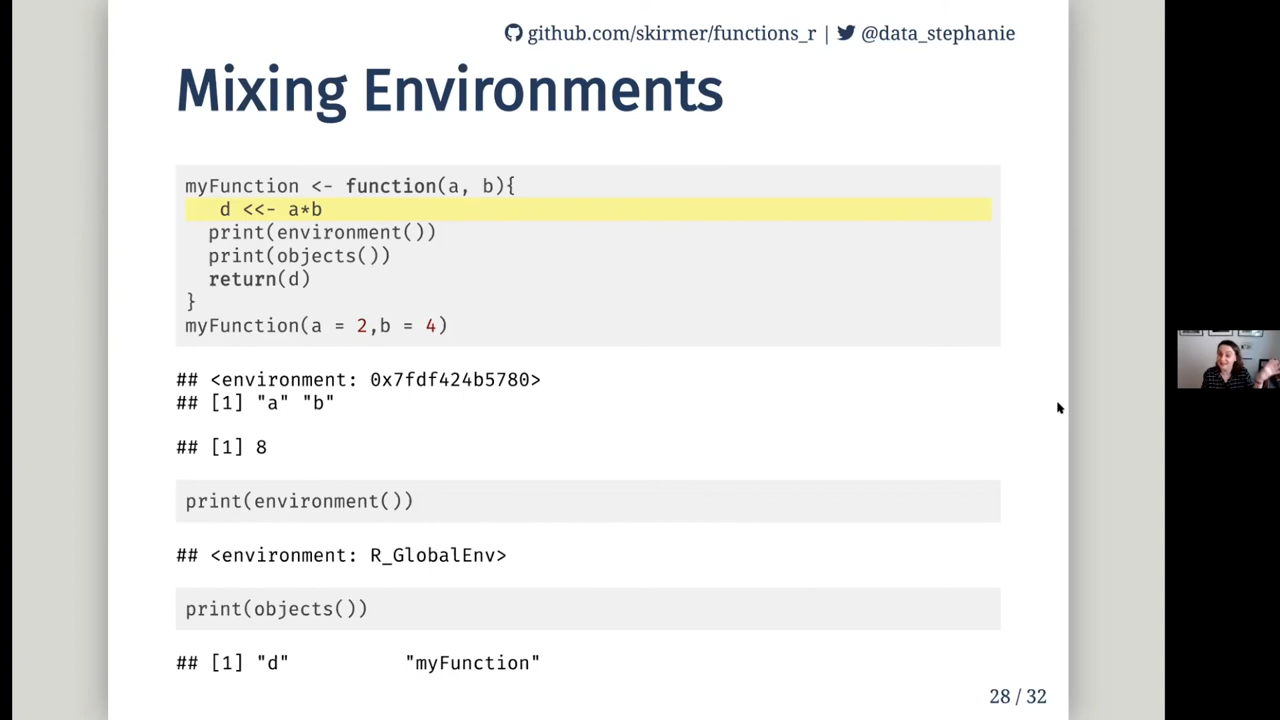 github.com/skirmer/functions_r | @data_stephanie
Mixing Environments
myFunction <- function(a, b){
d <<- a*b
print(environment())
print(objects())
return(d)
}
myFunction(a = 2,b = 4)
## <environment: 0x7fdf424b5780>
## [1] "a" "b"
## [1] 8
print(environment())
## <environment: R_GlobalEnv>
print(objects())
## [1] "d" "myFunction"
28 / 32